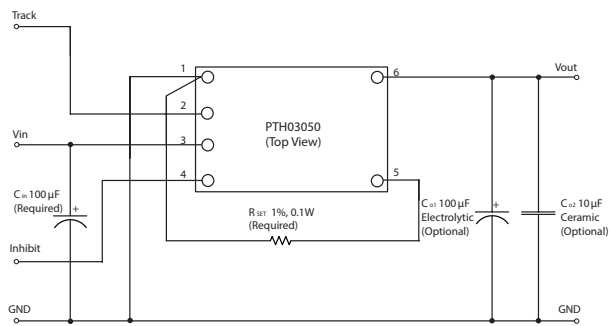 Track
1
6
Vout
2
PTH03050
(Top View)
Vin
3
4
5
C in 100 µF
(Required)
+
R SET 1%, 0.1W
(Required)
C o1 100 µF
Electrolytic
(Optional)
+
C o2 10 µF
Ceramic
(Optional)
Inhibit
GND
GND